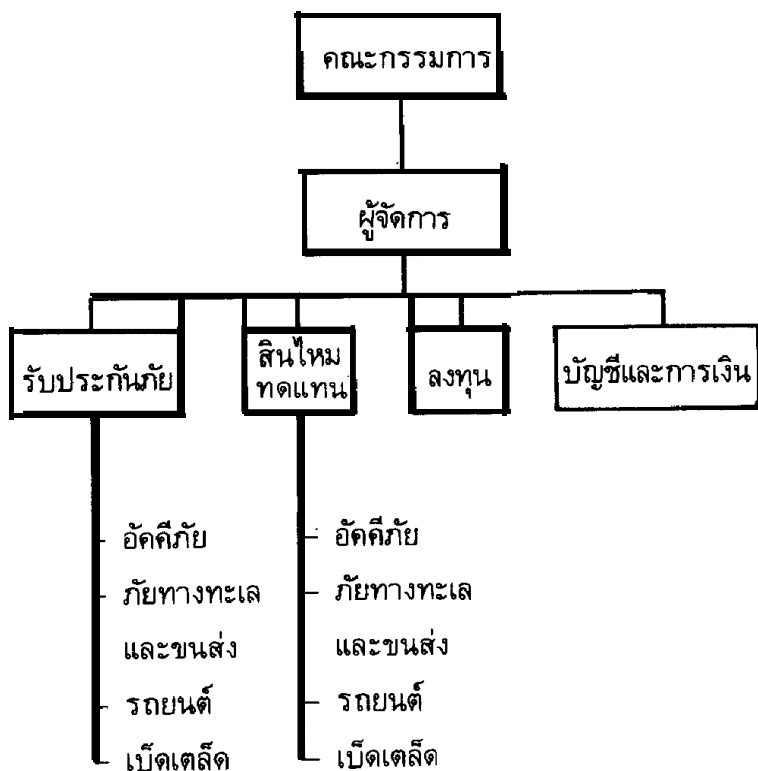 คณะกรรมการ
ผู้จัดการ
รับประกันภัย
สินไหม
ทดแทน
ลงทุน
บัญชีและการเงิน
อัคคีภัย
ภัยทางทะเล
และขนส่ง
รถยนต์
เบ็ดเตล็ด
อัคคีภัย
ภัยทางทะเล
และขนส่ง
รถยนต์
เบ็ดเตล็ด